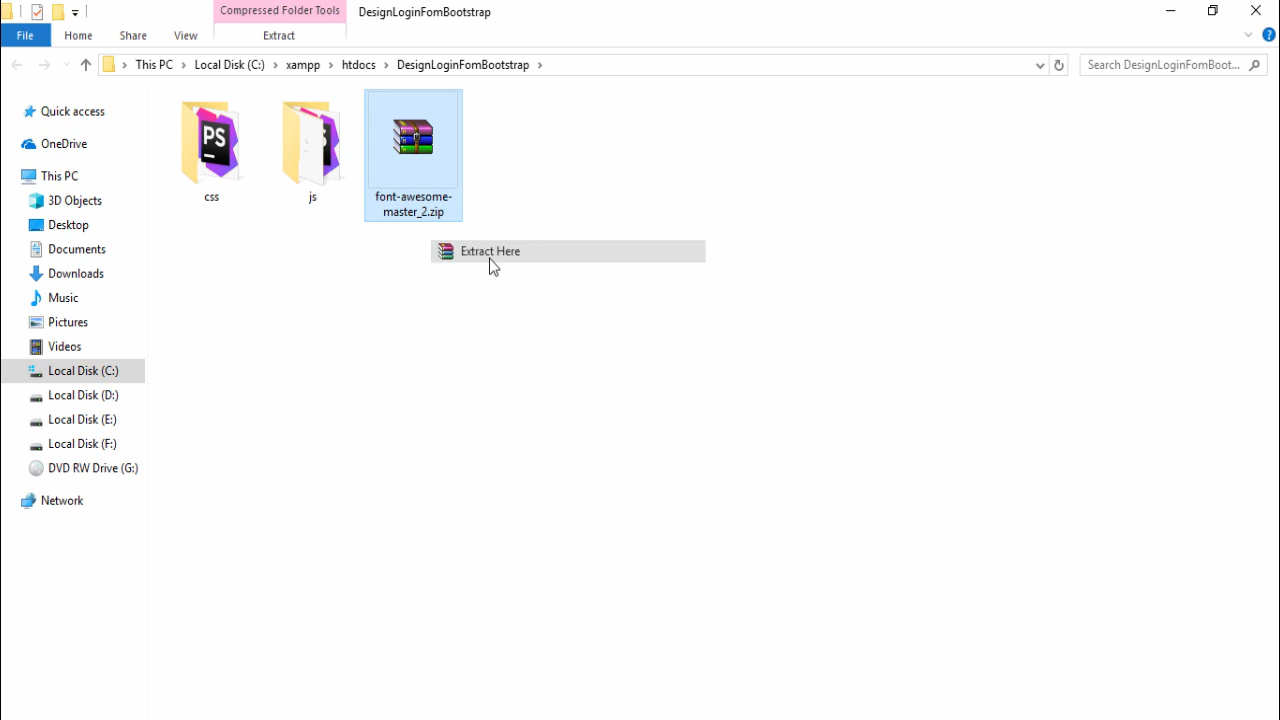 Compressed Folder Tools
DesignLoginFomBootstrap
File
Home
Share
View
Extract
This PC
Local Disk (C:)
xampp
htdocs
DesignLoginFomBootstrap
Search DesignLoginFomBoot...
Quick access
OneDrive
This PC
3D Objects
Desktop
Documents
Downloads
Music
Pictures
Videos
Local Disk (C:)
Local Disk (D:)
Local Disk (E:)
Local Disk (F:)
DVD RW Drive (G:)
Network
PS
css
js
font-awesome-
master_2.zip
Extract Here